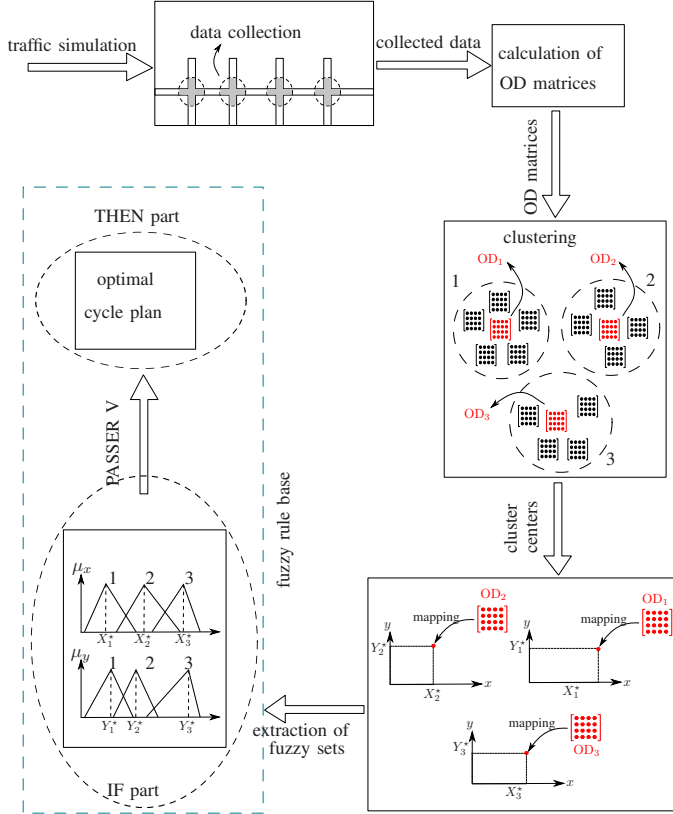 traffic simulation
data collection
collected data
calculation of
OD matrices
OD matrices
clustering
OD₁
OD₂
1
2
OD₃
3
cluster
centers
OD₂
mapping
y
Y₂*
X₂*
x
OD₁
mapping
y
Y₁*
X₁*
x
mapping
OD₃
y
Y₃*
X₃*
x
extraction of
fuzzy sets
fuzzy rule base
THEN part
optimal
cycle plan
PASSER V
μx
1
2
3
X₁*
X₂*
X₃*
μy
1
2
3
Y₁*
Y₂*
Y₃*
IF part